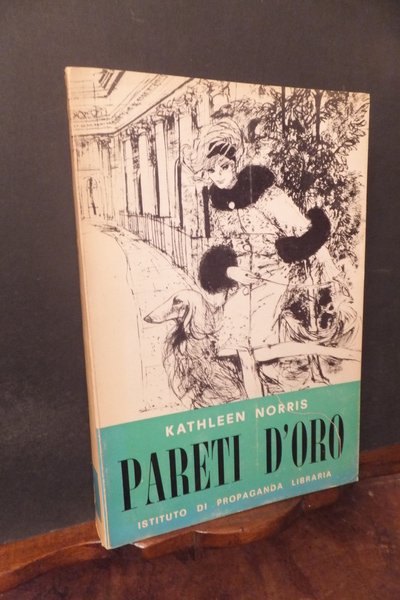 KATHLEEN NORRIS
PARETI D'ORO
ISTITUTO DI PROPAGANDA LIBRARIA